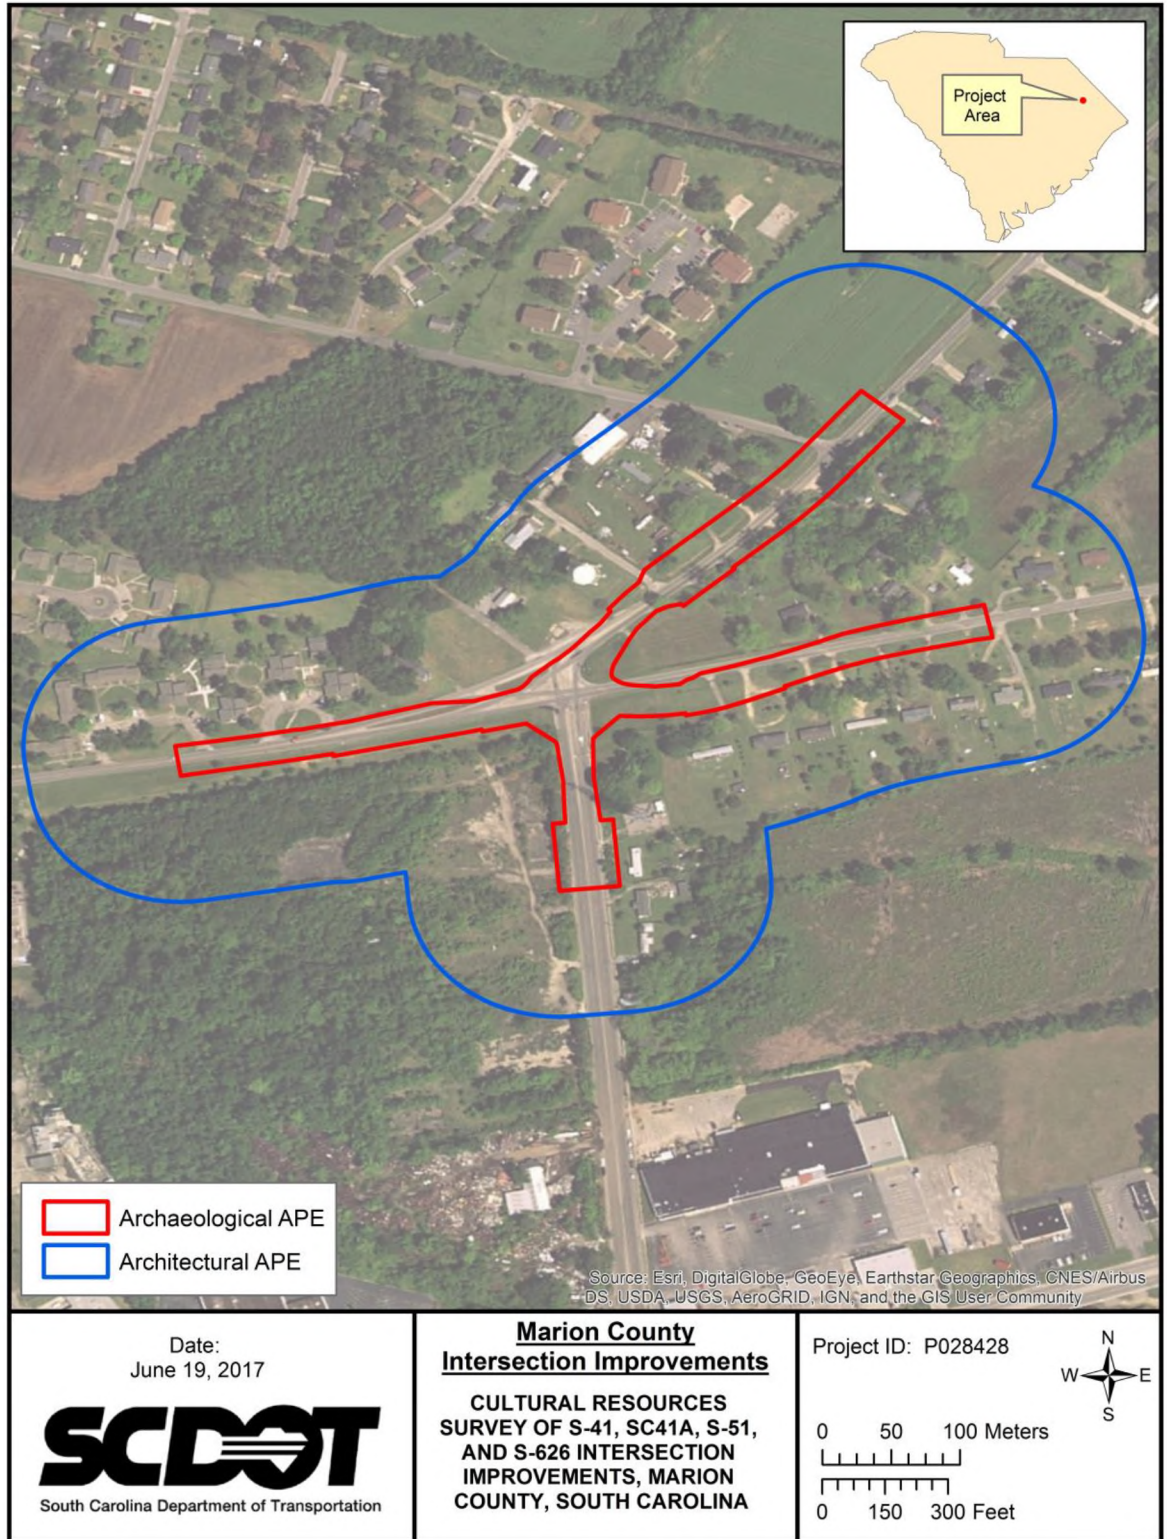 Project
Area
Archaeological APE
Architectural APE
Source: Esri, DigitalGlobe, GeoEye, Earthstar Geographics, CNES/Airbus
DS, USDA, USGS, AeroGRID, IGN, and the GIS User Community
Date:
June 19, 2017
SCDOT
South Carolina Department of Transportation
Marion County
Intersection Improvements
CULTURAL RESOURCES
SURVEY OF S-41, SC41A, S-51,
AND S-626 INTERSECTION
IMPROVEMENTS, MARION
COUNTY, SOUTH CAROLINA
Project ID: P028428
N
W E
S
0 50 100 Meters
0 150 300 Feet